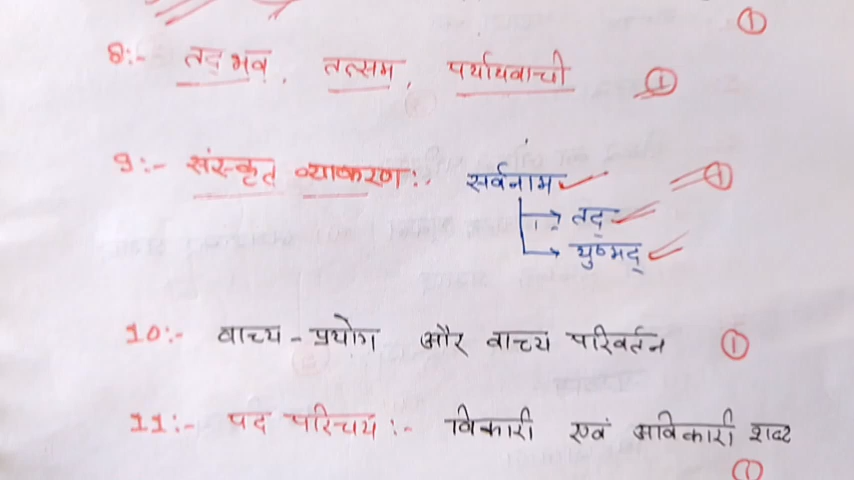 ①
8:- तद्भव, तत्सम, पर्यायवाची ①
9:- संस्कृत व्याकरण:- सर्वनाम ①
→ तद्
→ युष्मद्
10:- वाच्य-प्रयोग और वाच्य परिवर्तन ①
11:- पद परिचय:- विकारी एवं अविकारी शब्द
①